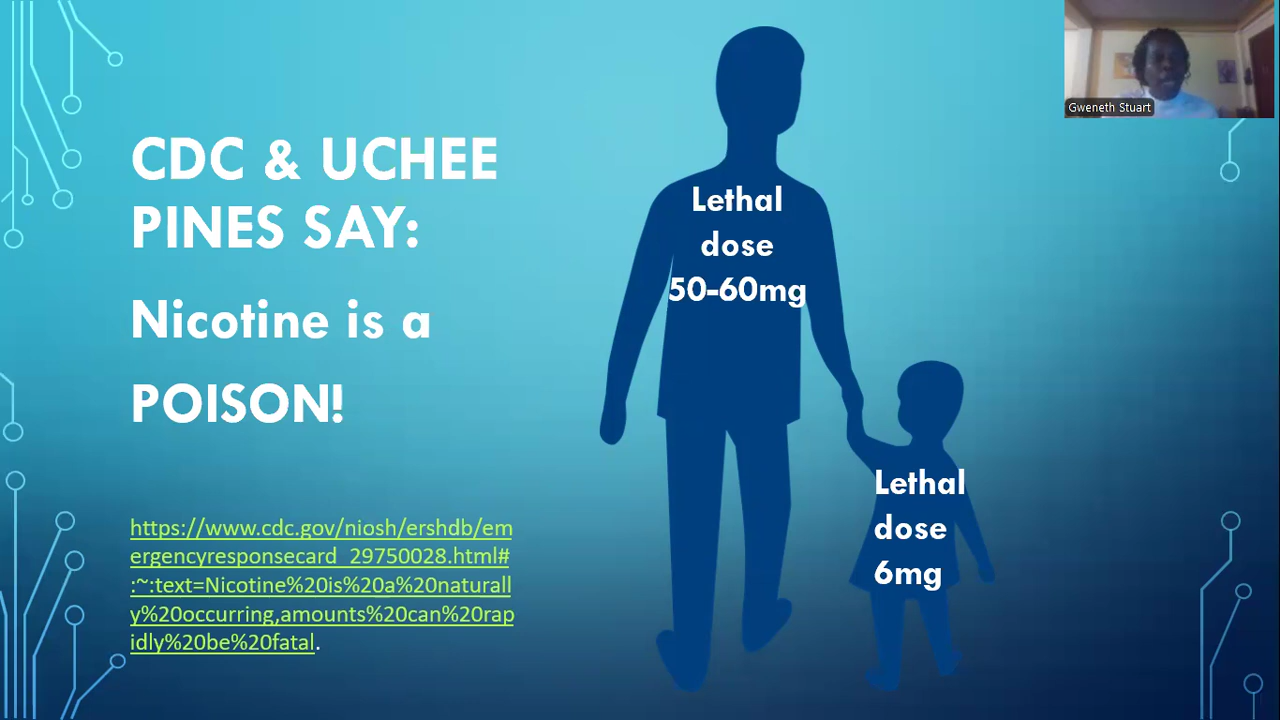 CDC & UCHEE
PINES SAY:
Nicotine is a
POISON!
https://www.cdc.gov/niosh/ershdb/em
ergencyresponsecard_29750028.html#
:~:text=Nicotine%20is%20a%20naturall
y%20occurring,amounts%20can%20rap
idly%20be%20fatal.
Lethal
dose
50-60mg
Lethal
dose
6mg
Gweneth Stuart